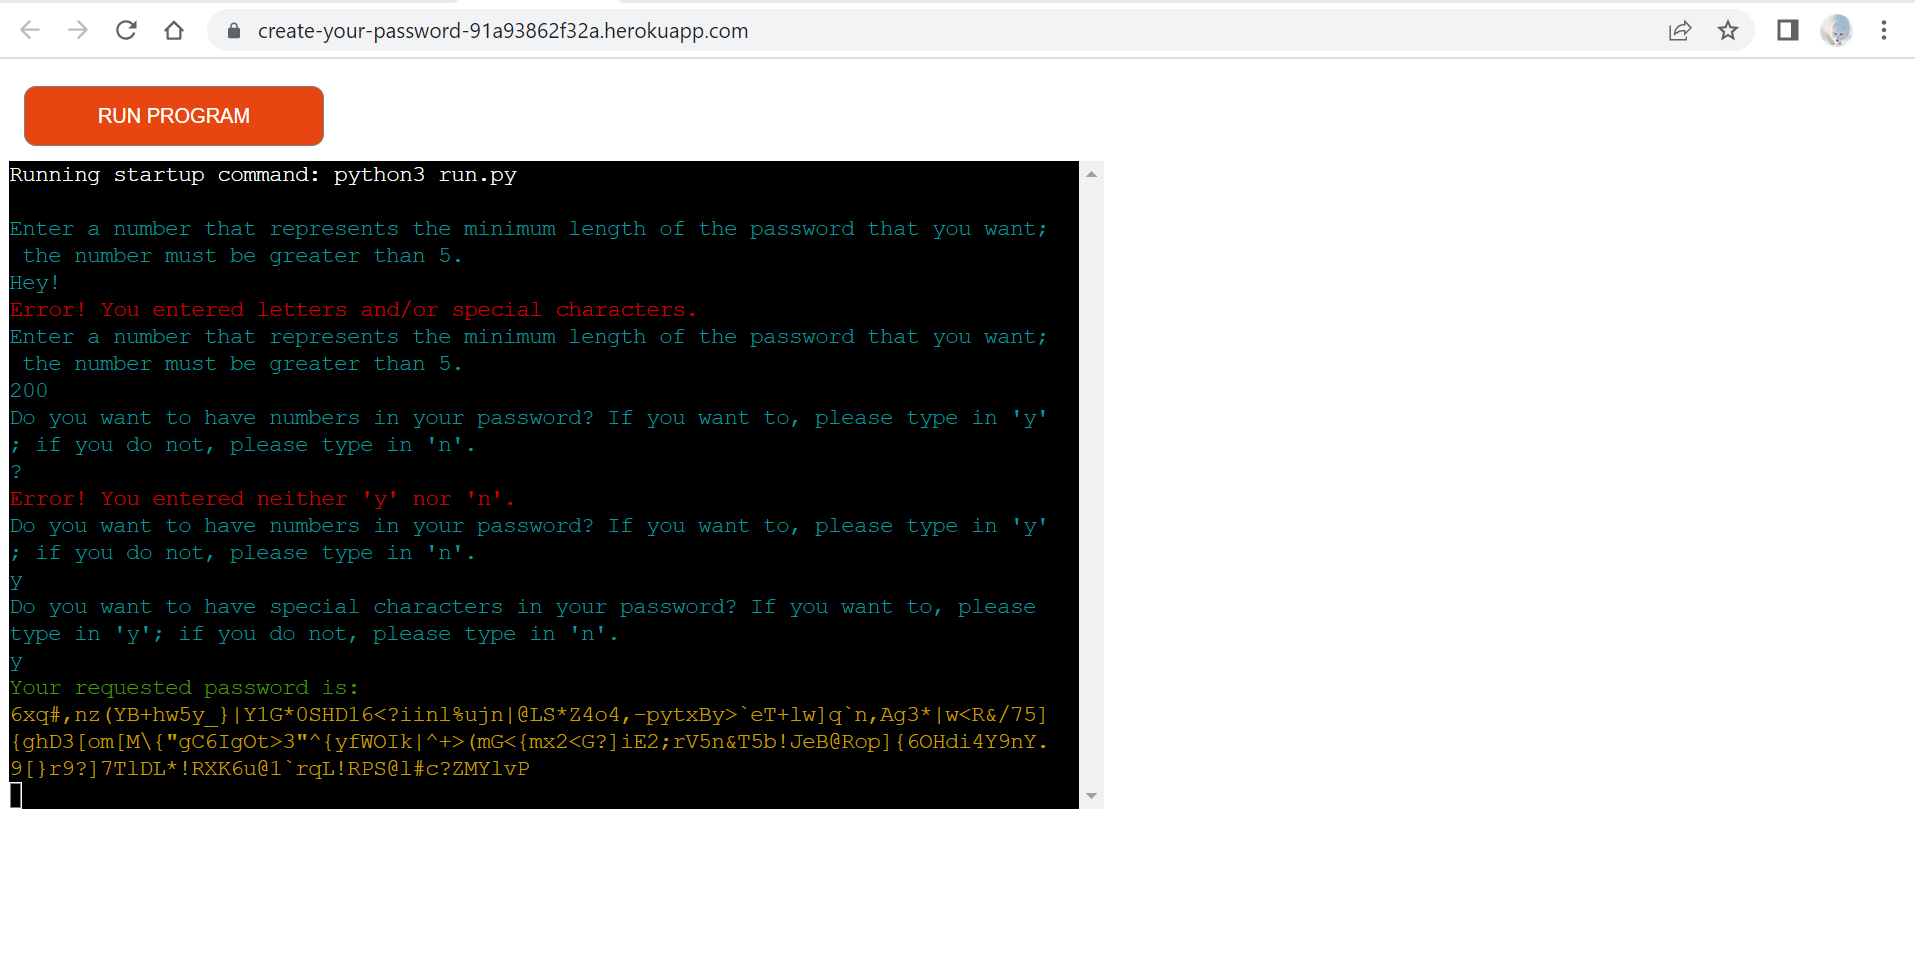 create-your-password-91a93862f32a.herokuapp.com
RUN PROGRAM
Running startup command: python3 run.py
Enter a number that represents the minimum length of the password that you want;
 the number must be greater than 5.
Hey!
Error! You entered letters and/or special characters.
Enter a number that represents the minimum length of the password that you want;
 the number must be greater than 5.
200
Do you want to have numbers in your password? If you want to, please type in 'y'
; if you do not, please type in 'n'.
?
Error! You entered neither 'y' nor 'n'.
Do you want to have numbers in your password? If you want to, please type in 'y'
; if you do not, please type in 'n'.
y
Do you want to have special characters in your password? If you want to, please
type in 'y'; if you do not, please type in 'n'.
y
Your requested password is:
6xq#,nz(YB+hw5y_}|Y1G*0SHD16<?iinl%ujn|@LS*Z4o4,-pytxBy>`eT+lw]q`n,Ag3*|w<R&/75]
{ghD3[om[M\{"gC6IgOt>3"^{yfWOIk|^+>(mG<{mx2<G?]iE2;rV5n&T5b!JeB@Rop]{6OHdi4Y9nY.
9[}r9?]7TlDL*!RXK6u@1`rqL!RPS@l#c?ZMYlvP